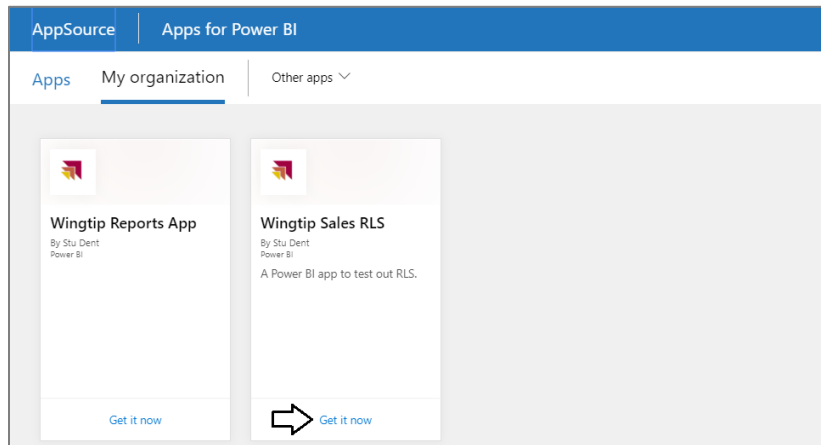 AppSource
Apps for Power BI
Apps
My organization
Other apps
Wingtip Reports App
By Stu Dent
Power BI
Get it now
Wingtip Sales RLS
By Stu Dent
Power BI
A Power BI app to test out RLS.
Get it now